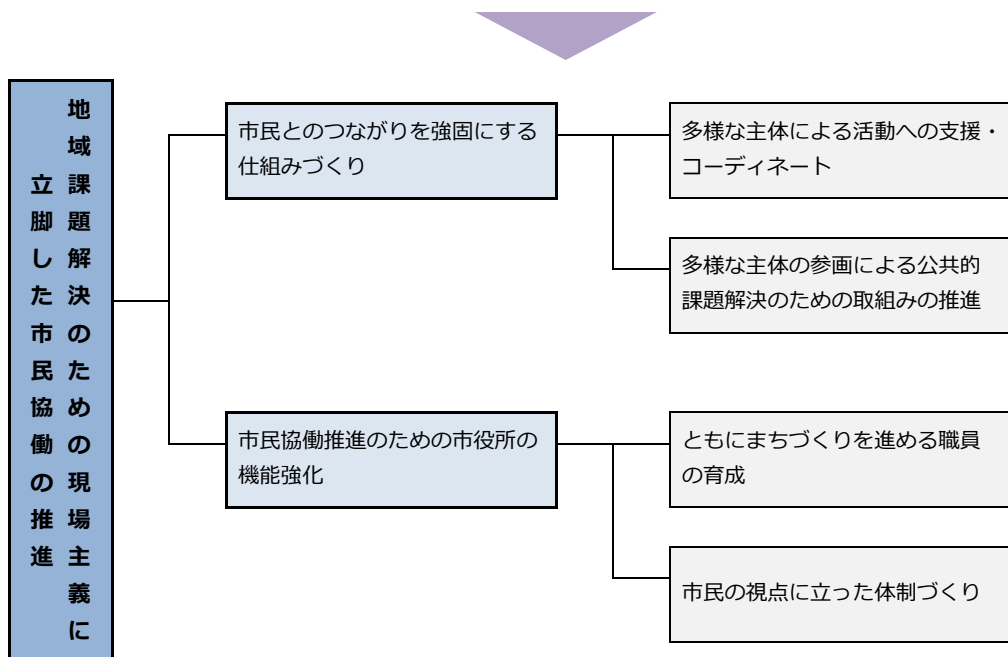 地域課題解決のための現場主義に
立脚した市民協働の推進
市民とのつながりを強固にする
仕組みづくり
多様な主体による活動への支援・
コーディネート
多様な主体の参画による公共的
課題解決のための取組みの推進
市民協働推進のための市役所の
機能強化
ともにまちづくりを進める職員
の育成
市民の視点に立った体制づくり